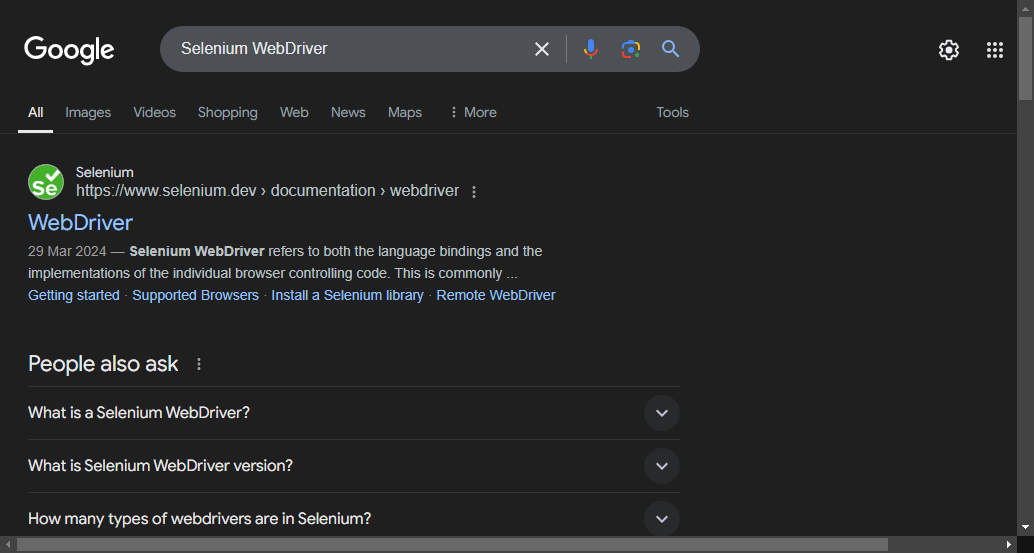 Google
Selenium WebDriver
All Images Videos Shopping Web News Maps More Tools
Se
Selenium
https://www.selenium.dev › documentation › webdriver
WebDriver
29 Mar 2024 — Selenium WebDriver refers to both the language bindings and the
implementations of the individual browser controlling code. This is commonly ...
Getting started · Supported Browsers · Install a Selenium library · Remote WebDriver
People also ask
What is a Selenium WebDriver?
What is Selenium WebDriver version?
How many types of webdrivers are in Selenium?